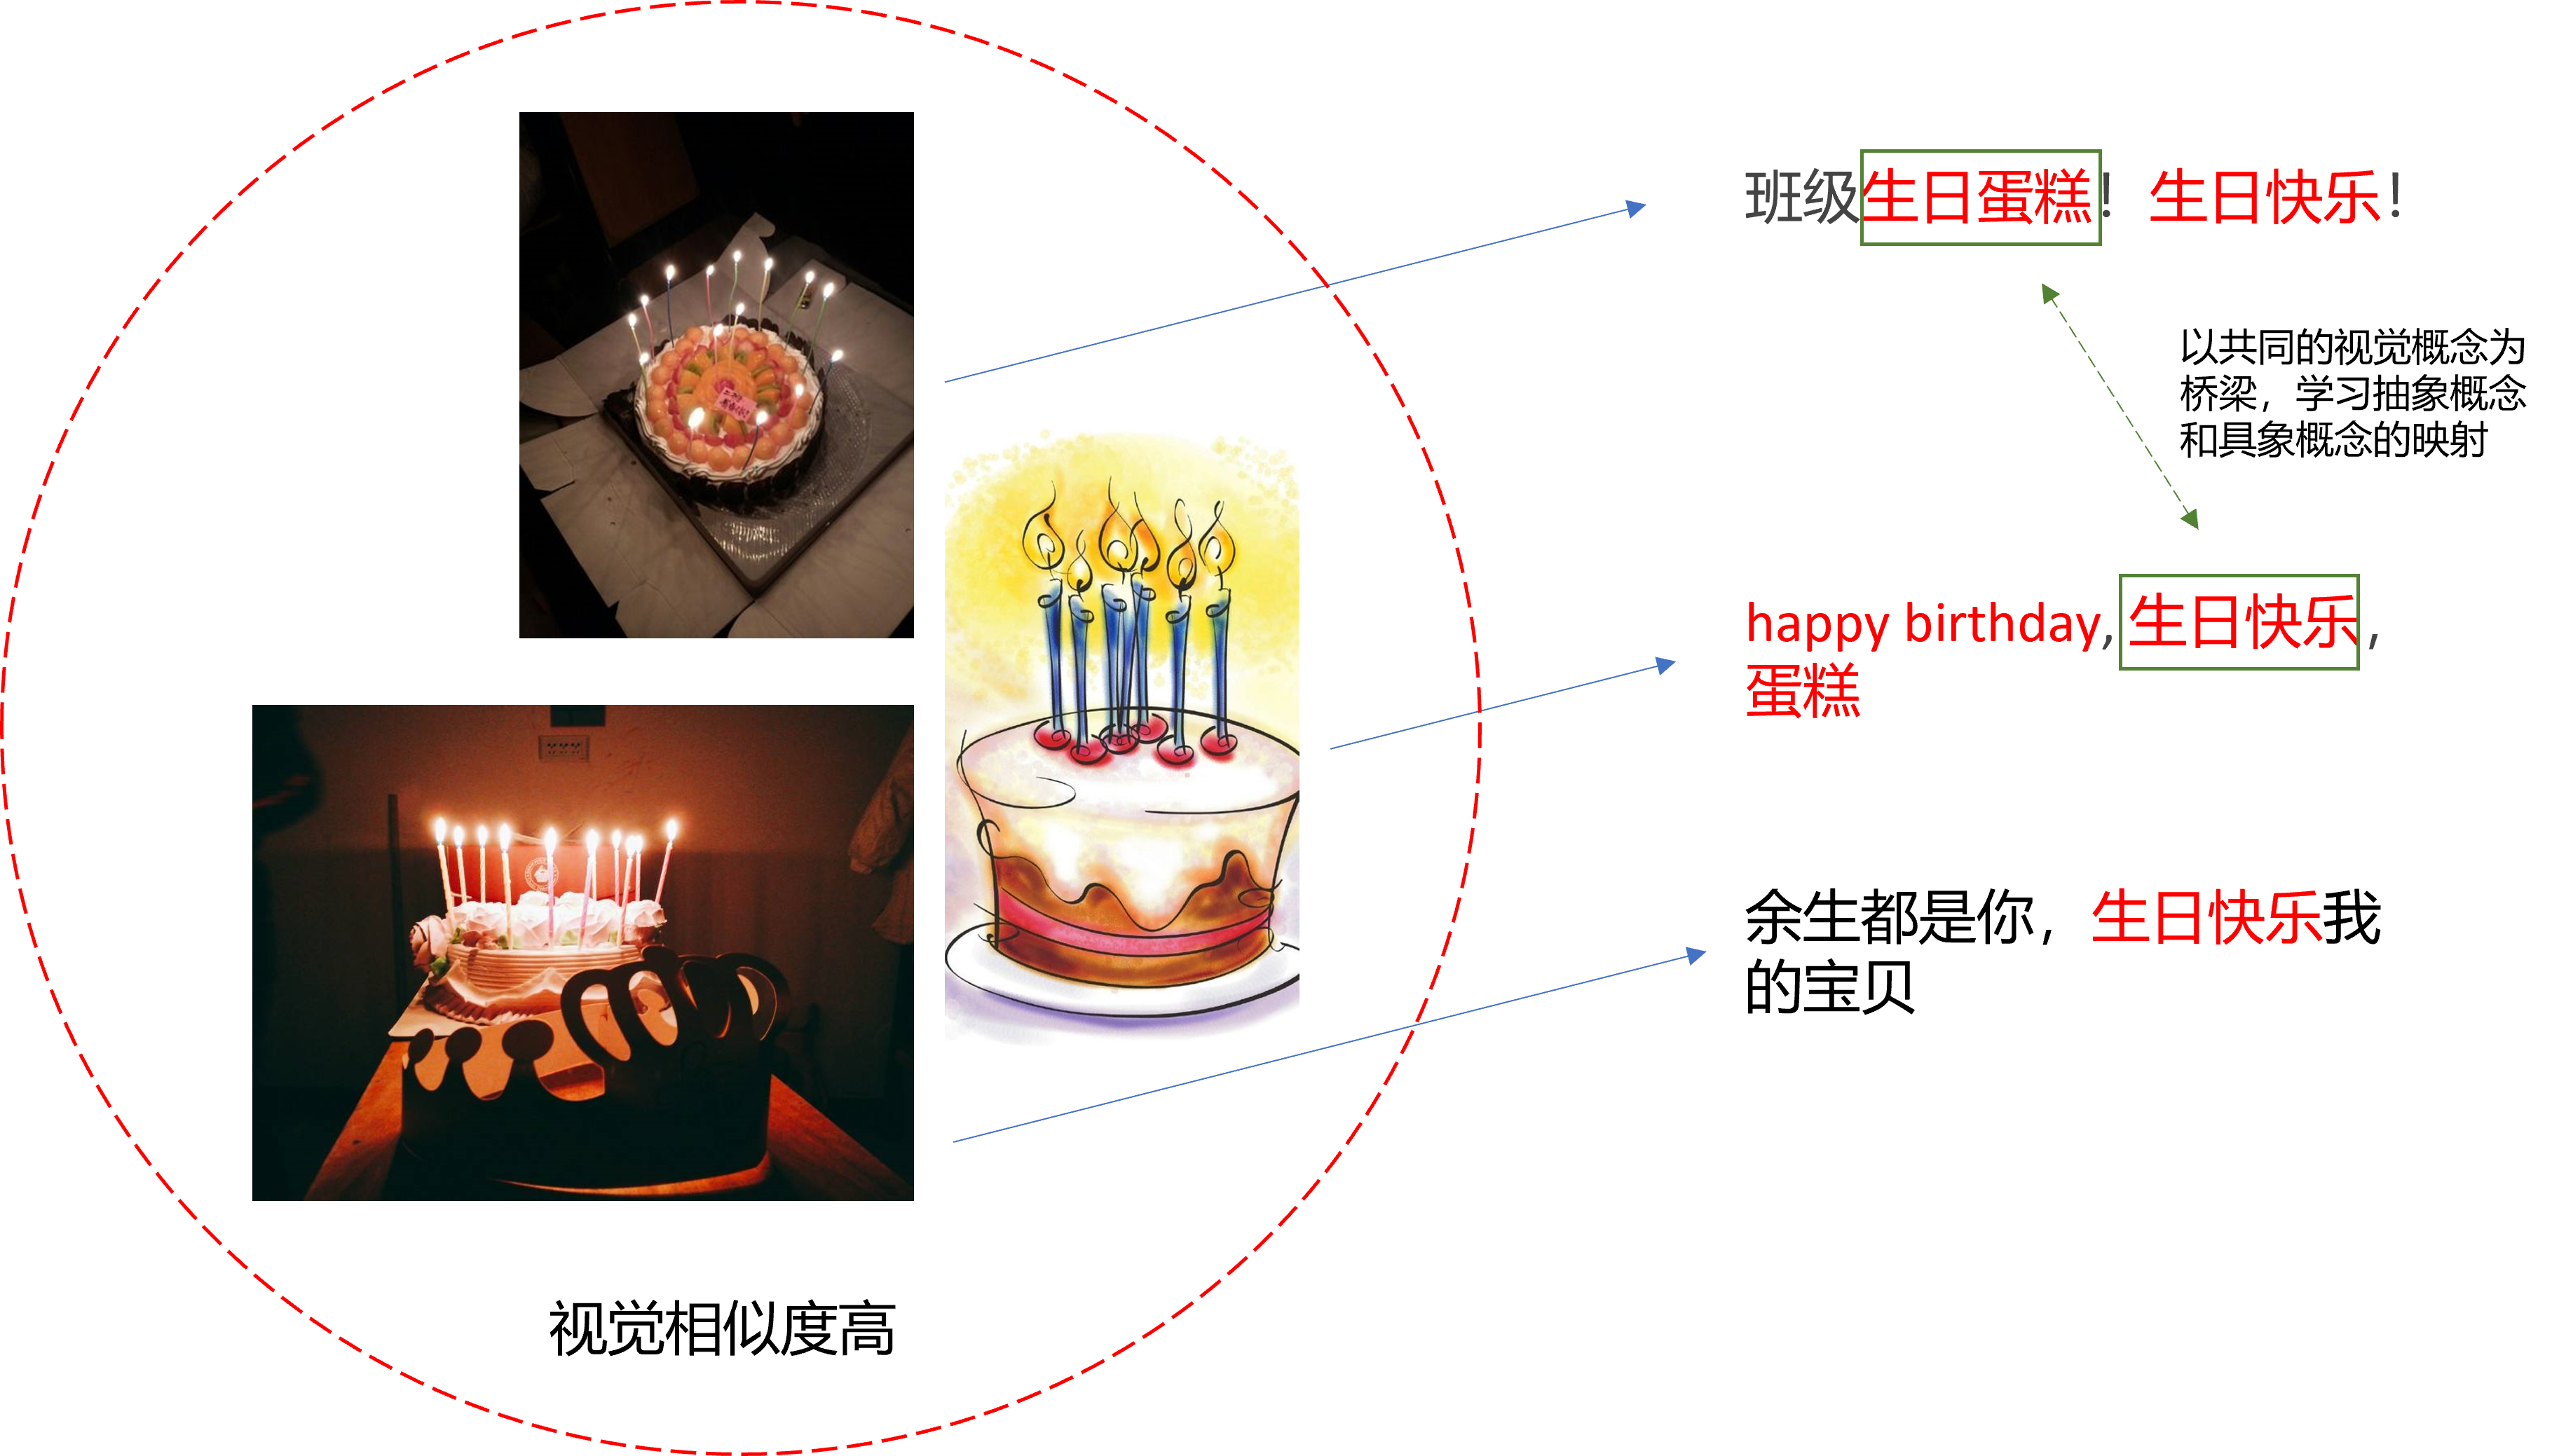 班级生日蛋糕！生日快乐！
以共同的视觉概念为
桥梁，学习抽象概念
和具象概念的映射
happy birthday, 生日快乐，
蛋糕
余生都是你，生日快乐我
的宝贝
视觉相似度高